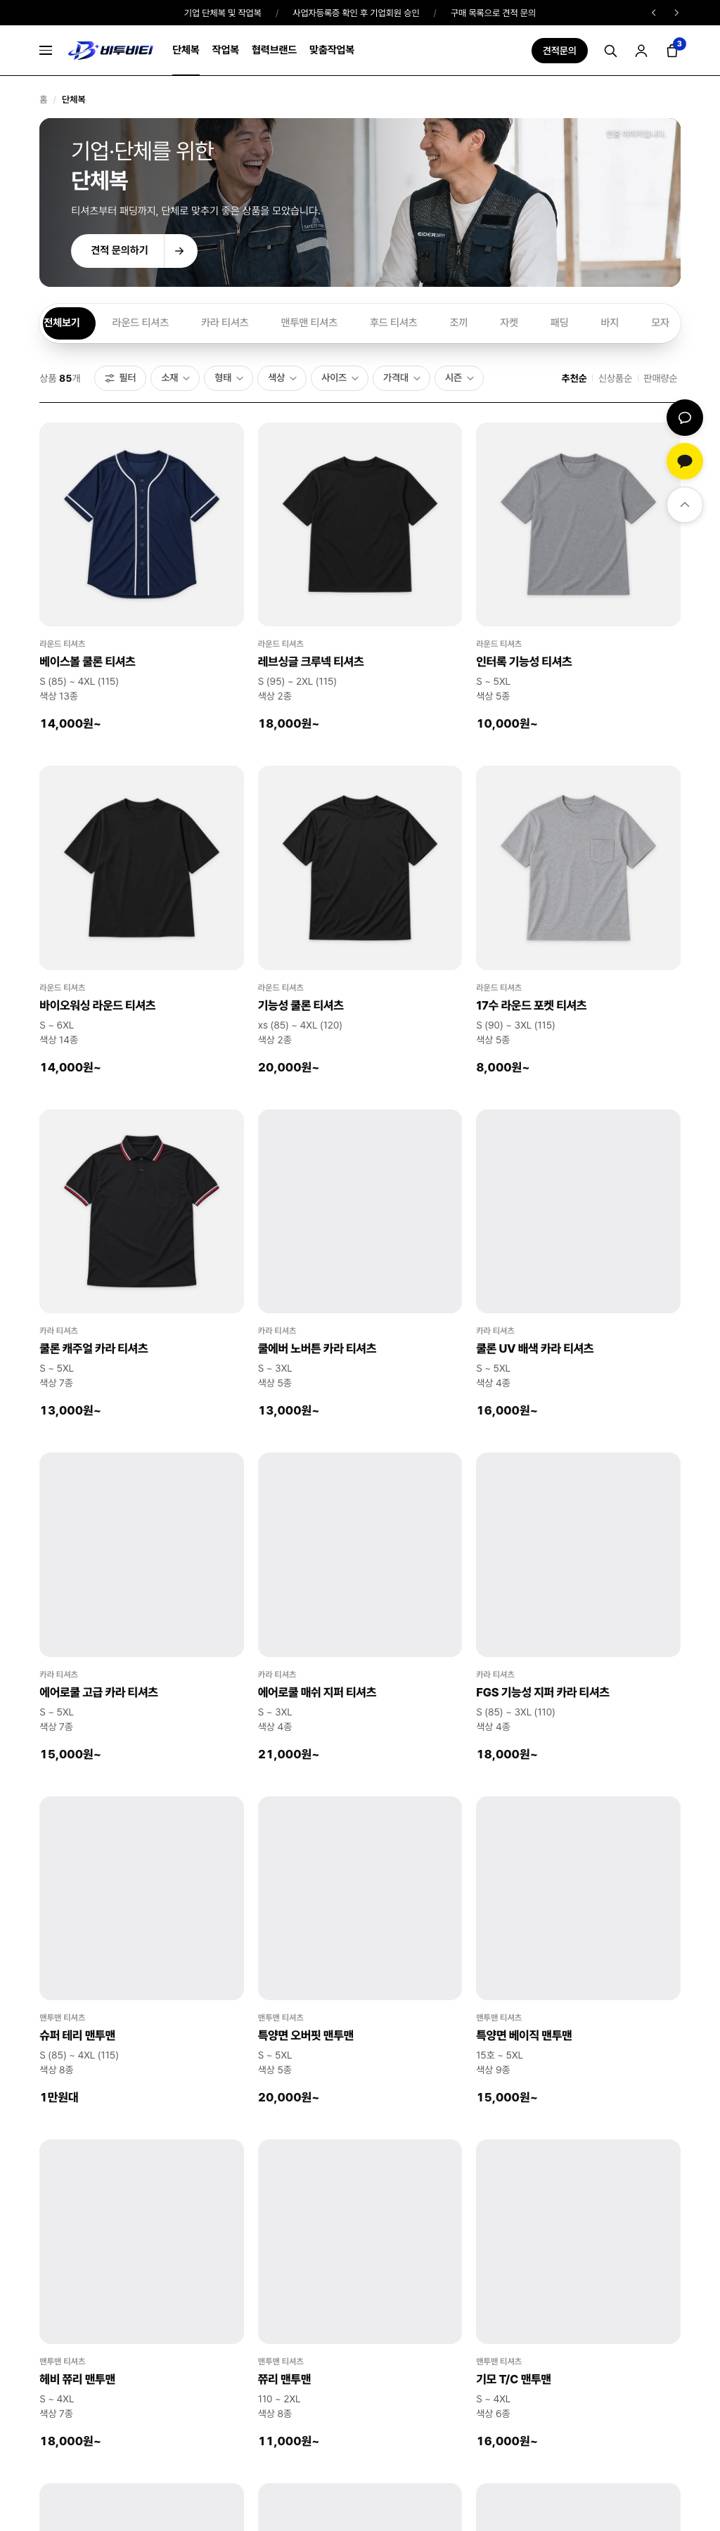 기업 단체복 및 작업복 / 사업자등록증 확인 후 기업회원 승인 / 구매 목록으로 견적 문의
비투비티 단체복 작업복 협력브랜드 맞춤작업복 견적문의 3
홈 / 단체복
연출 이미지입니다.
기업·단체를 위한
단체복
티셔츠부터 패딩까지, 단체로 맞추기 좋은 상품을 모았습니다.
견적 문의하기
전체보기 라운드 티셔츠 카라 티셔츠 맨투맨 티셔츠 후드 티셔츠 조끼 자켓 패딩 바지 모자
상품 85개 필터 소재 형태 색상 사이즈 가격대 시즌 추천순 신상품순 판매량순
라운드 티셔츠
베이스볼 쿨론 티셔츠
S (85) ~ 4XL (115)
색상 13종
14,000원~
라운드 티셔츠
레브싱글 크루넥 티셔츠
S (95) ~ 2XL (115)
색상 2종
18,000원~
라운드 티셔츠
인터록 기능성 티셔츠
S ~ 5XL
색상 5종
10,000원~
라운드 티셔츠
바이오워싱 라운드 티셔츠
S ~ 6XL
색상 14종
14,000원~
라운드 티셔츠
기능성 쿨론 티셔츠
xs (85) ~ 4XL (120)
색상 2종
20,000원~
라운드 티셔츠
17수 라운드 포켓 티셔츠
S (90) ~ 3XL (115)
색상 5종
8,000원~
카라 티셔츠
쿨론 캐주얼 카라 티셔츠
S ~ 5XL
색상 7종
13,000원~
카라 티셔츠
쿨에버 노버튼 카라 티셔츠
S ~ 3XL
색상 5종
13,000원~
카라 티셔츠
쿨론 UV 배색 카라 티셔츠
S ~ 5XL
색상 4종
16,000원~
카라 티셔츠
에어로쿨 고급 카라 티셔츠
S ~ 5XL
색상 7종
15,000원~
카라 티셔츠
에어로쿨 매쉬 지퍼 티셔츠
S ~ 3XL
색상 4종
21,000원~
카라 티셔츠
FGS 기능성 지퍼 카라 티셔츠
S (85) ~ 3XL (110)
색상 4종
18,000원~
맨투맨 티셔츠
슈퍼 테리 맨투맨
S (85) ~ 4XL (115)
색상 8종
1만원대
맨투맨 티셔츠
특양면 오버핏 맨투맨
S ~ 5XL
색상 5종
20,000원~
맨투맨 티셔츠
특양면 베이직 맨투맨
15호 ~ 5XL
색상 9종
15,000원~
맨투맨 티셔츠
헤비 쮸리 맨투맨
S ~ 4XL
색상 7종
18,000원~
맨투맨 티셔츠
쮸리 맨투맨
110 ~ 2XL
색상 8종
11,000원~
맨투맨 티셔츠
기모 T/C 맨투맨
S ~ 4XL
색상 6종
16,000원~